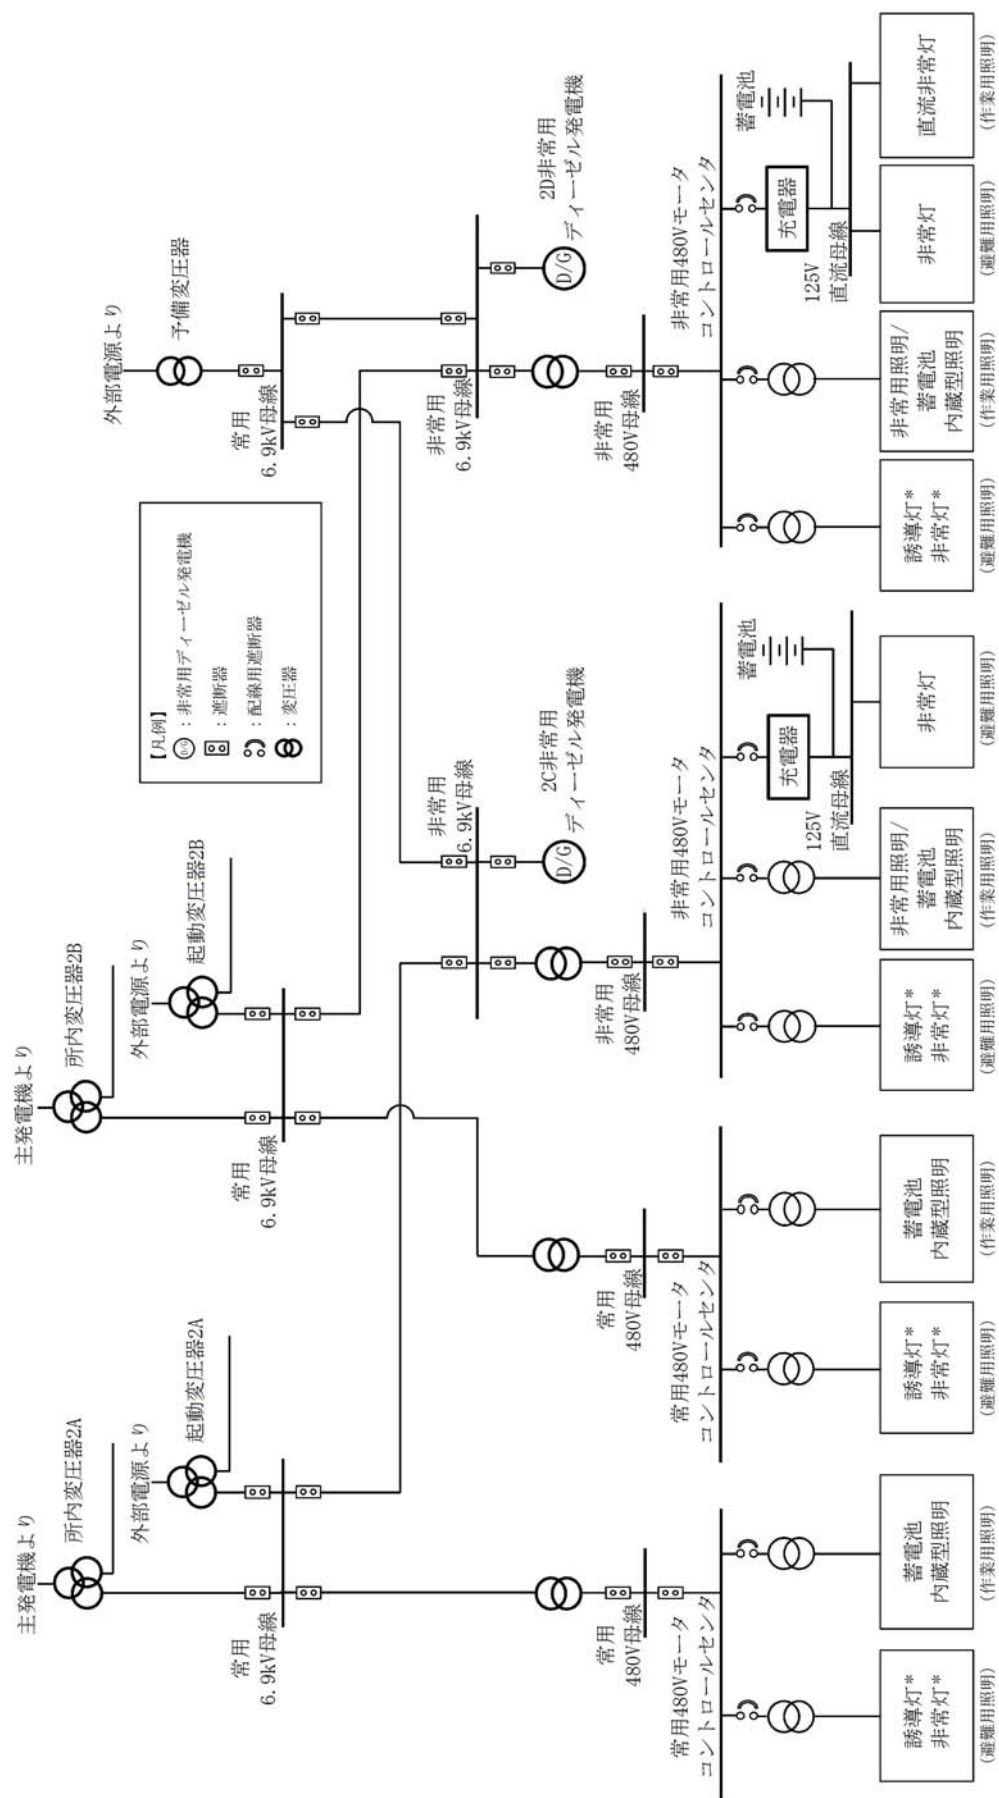 主発電機より
所内変圧器2A
外部電源より
起動変圧器2A
常用
6.9kV母線
主発電機より
所内変圧器2B
外部電源より
起動変圧器2B
常用
6.9kV母線
【凡例】
D/G
：非常用ディーゼル発電機
：遮断器
：配線用遮断器
：変圧器
外部電源より
予備変圧器
常用
6.9kV母線
非常用
6.9kV母線
D/G
2C非常用
ディーゼル発電機
非常用
6.9kV母線
D/G
2D非常用
ディーゼル発電機
常用
480V母線
常用480Vモータ
コントロールセンタ
常用
480V母線
常用480Vモータ
コントロールセンタ
非常用
480V母線
非常用480Vモータ
コントロールセンタ
非常用
480V母線
非常用480Vモータ
コントロールセンタ
蓄電池
充電器
125V
直流母線
蓄電池
充電器
125V
直流母線
誘導灯*
非常灯*
(避難用照明)
蓄電池
内蔵型照明
(作業用照明)
誘導灯*
非常灯*
(避難用照明)
蓄電池
内蔵型照明
(作業用照明)
誘導灯*
非常灯*
(避難用照明)
非常用照明/
蓄電池
内蔵型照明
(作業用照明)
非常灯
(避難用照明)
誘導灯*
非常灯*
(避難用照明)
非常用照明/
蓄電池
内蔵型照明
(作業用照明)
非常灯
(避難用照明)
直流非常灯
(作業用照明)